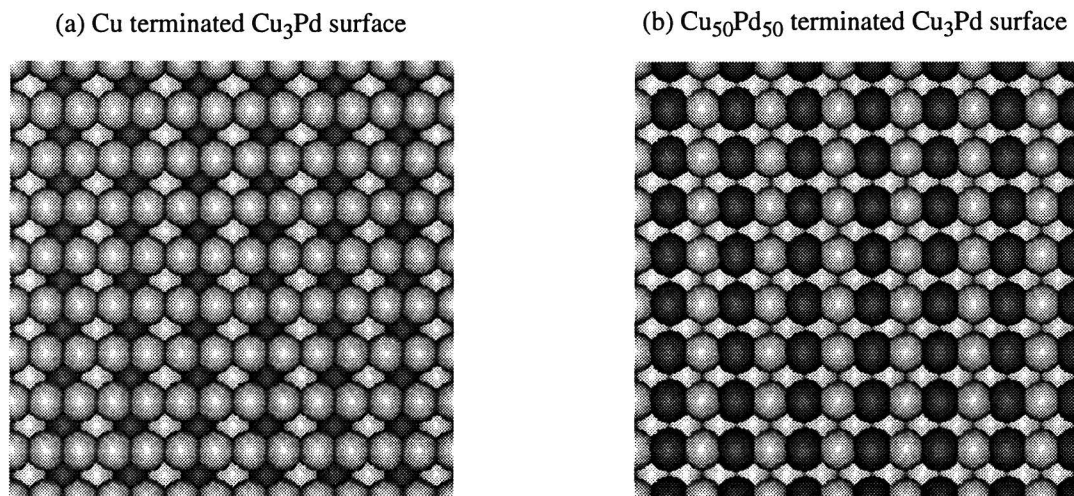 (a) Cu terminated Cu₃Pd surface
(b) Cu₅₀Pd₅₀ terminated Cu₃Pd surface